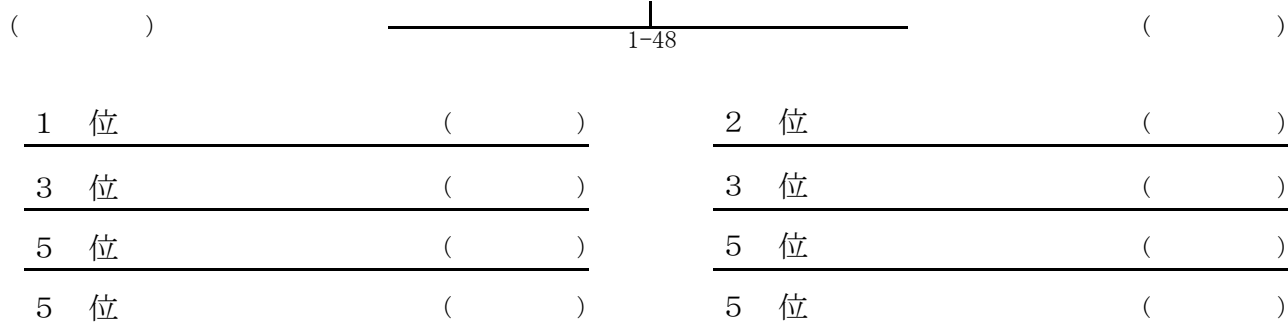 (　　　) (　　　)
1-48
1　位 (　　　) 2　位 (　　　)
3　位 (　　　) 3　位 (　　　)
5　位 (　　　) 5　位 (　　　)
5　位 (　　　) 5　位 (　　　)